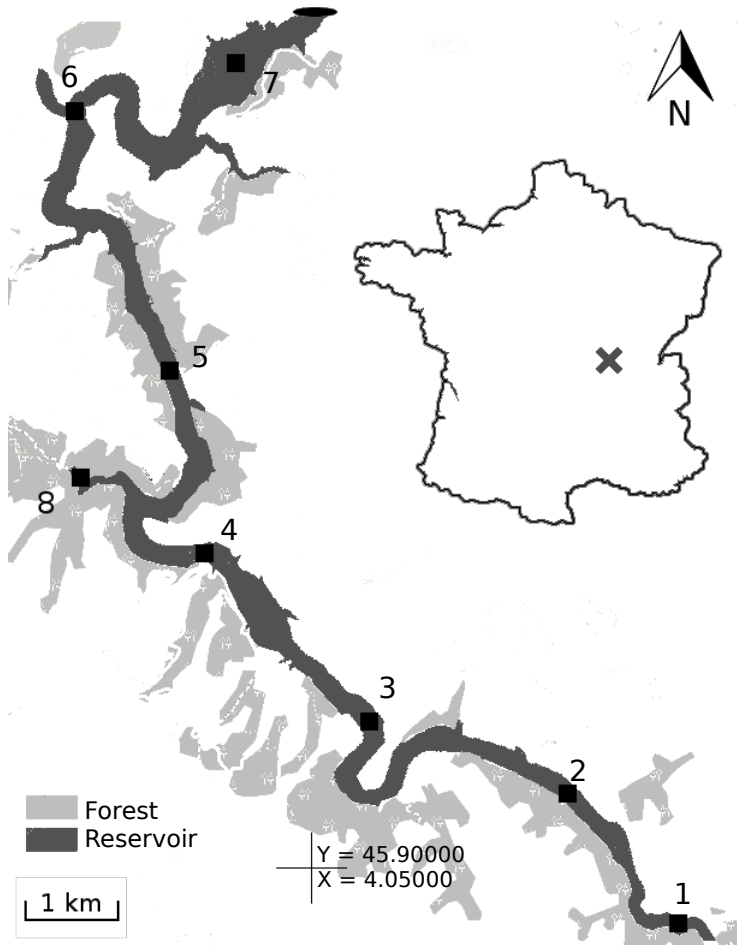 6
7
N
5
8
4
3
2
Forest
Reservoir
Y = 45.90000
X = 4.05000
1
1 km